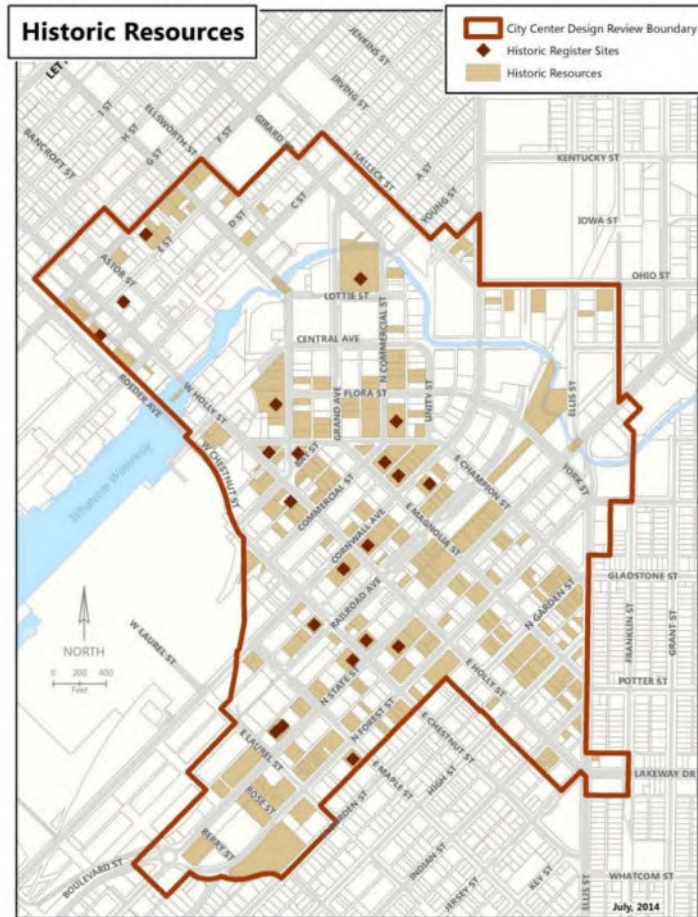 Historic Resources
City Center Design Review Boundary
Historic Register Sites
Historic Resources
JENKINS ST
IRVING ST
I ST
H ST
G ST
ELLSWORTH ST
F ST
BANCROFT ST
HALLECK ST
A ST
YOUNG ST
KENTUCKY ST
IOWA ST
OHIO ST
C ST
D ST
E ST
ASTOR ST
LOTTIE ST
CENTRAL AVE
N COMMERCIAL ST
FLORA ST
GRAND AVE
UNITY ST
ELLIS ST
ROEDER AVE
W HOLLY ST
W CHESTNUT ST
BAY ST
Whatcom Waterway
COMMERCIAL ST
E CHAMPION ST
YORK ST
CORNWALL AVE
E MAGNOLIA ST
GLADSTONE ST
RAILROAD AVE
N GARDEN ST
FRANKLIN ST
GRANT ST
NORTH
0 200 400
Feet
W LAUREL ST
POTTER ST
E HOLLY ST
N STATE ST
N FOREST ST
E CHESTNUT ST
E LAUREL ST
E MAPLE ST
HIGH ST
LAKEWAY DR
ROSE ST
BERRY ST
BOULEVARD ST
INDIAN ST
JERSEY ST
KEY ST
ELLIS ST
WHATCOM ST
July, 2014